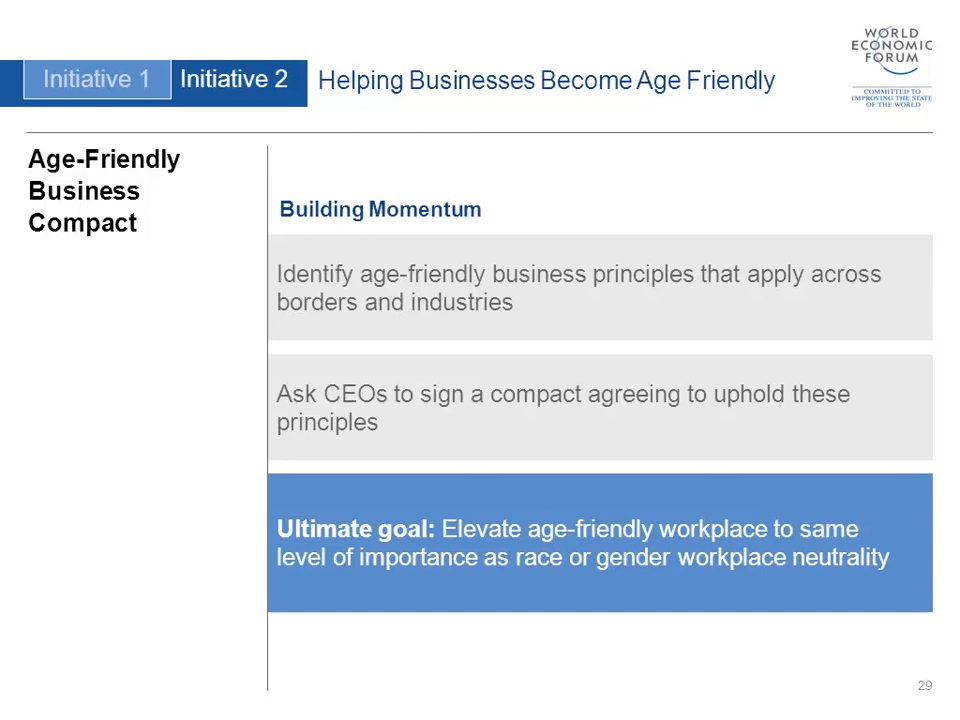 WORLD
ECONOMIC
FORUM
COMMITTED TO
IMPROVING THE STATE
OF THE WORLD
Initiative 1
Initiative 2
Helping Businesses Become Age Friendly
Age-Friendly
Business
Compact
Building Momentum
Identify age-friendly business principles that apply across
borders and industries
Ask CEOs to sign a compact agreeing to uphold these
principles
Ultimate goal: Elevate age-friendly workplace to same
level of importance as race or gender workplace neutrality
29